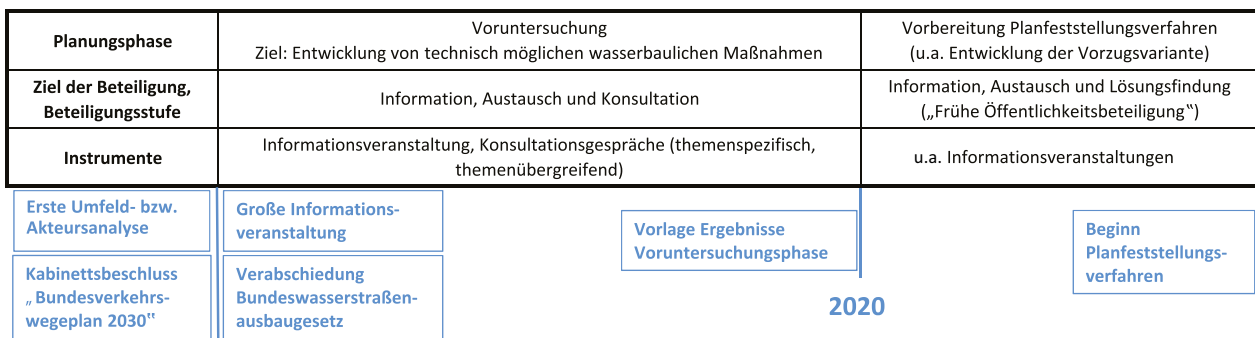 Planungsphase
Voruntersuchung
Ziel: Entwicklung von technisch möglichen wasserbaulichen Maßnahmen
Vorbereitung Planfeststellungsverfahren
(u.a. Entwicklung der Vorzugsvariante)
Ziel der Beteiligung,
Beteiligungsstufe
Information, Austausch und Konsultation
Information, Austausch und Lösungsfindung
(„Frühe Öffentlichkeitsbeteiligung‟)
Instrumente
Informationsveranstaltung, Konsultationsgespräche (themenspezifisch,
themenübergreifend)
u.a. Informationsveranstaltungen
Erste Umfeld- bzw.
Akteursanalyse
Große Informations-
veranstaltung
Vorlage Ergebnisse
Voruntersuchungsphase
Beginn
Planfeststellungs-
verfahren
Kabinettsbeschluss
„Bundesverkehrs-
wegeplan 2030‟
Verabschiedung
Bundeswasserstraßen-
ausbaugesetz
2020